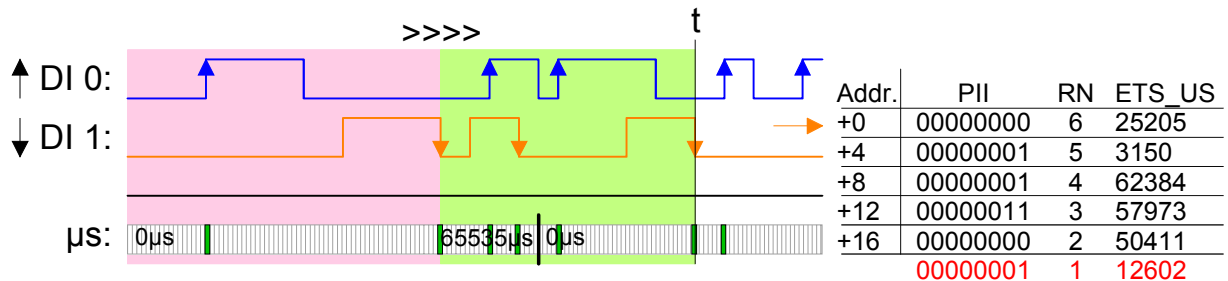 >>>> t
↑ DI 0:
↓ DI 1:
µs: 0µs 65535µs 0µs
Addr. PII RN ETS_US
+0 00000000 6 25205
+4 00000001 5 3150
+8 00000001 4 62384
+12 00000011 3 57973
+16 00000000 2 50411
00000001 1 12602